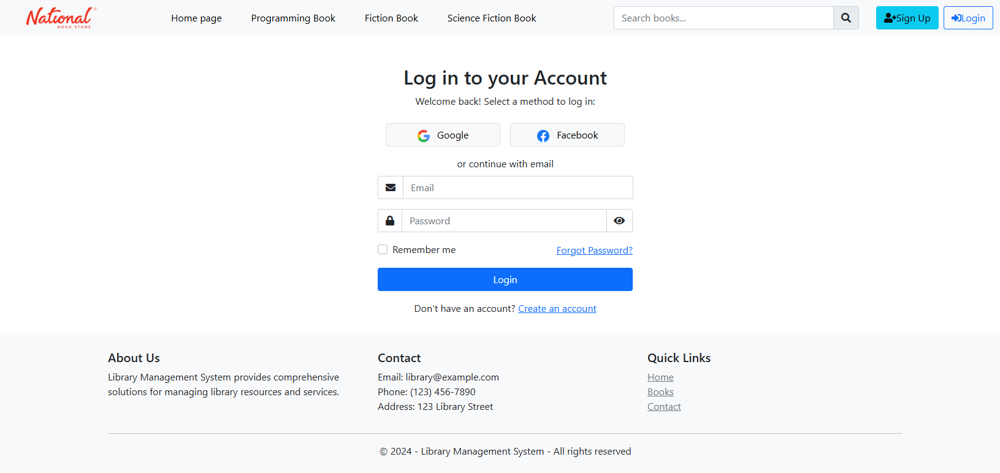 National®
BOOK STORE
Home page
Programming Book
Fiction Book
Science Fiction Book
Search books...
Sign Up
Login
Log in to your Account
Welcome back! Select a method to log in:
Google
Facebook
or continue with email
Email
Password
Remember me
Forgot Password?
Login
Don't have an account? Create an account
About Us
Library Management System provides comprehensive
solutions for managing library resources and services.
Contact
Email: library@example.com
Phone: (123) 456-7890
Address: 123 Library Street
Quick Links
Home
Books
Contact
© 2024 - Library Management System - All rights reserved